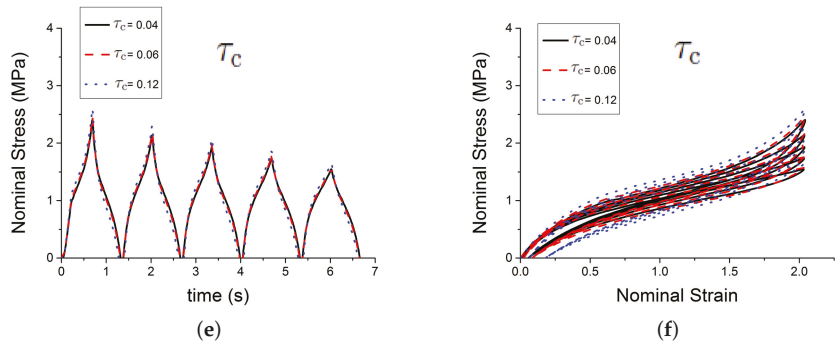 τc = 0.04
τc = 0.06
τc = 0.12
τc
Nominal Stress (MPa)
4
3
2
1
0
0 1 2 3 4 5 6 7
time (s)
(e)
τc = 0.04
τc = 0.06
τc = 0.12
τc
Nominal Stress (MPa)
4
3
2
1
0
0.0 0.5 1.0 1.5 2.0
Nominal Strain
(f)